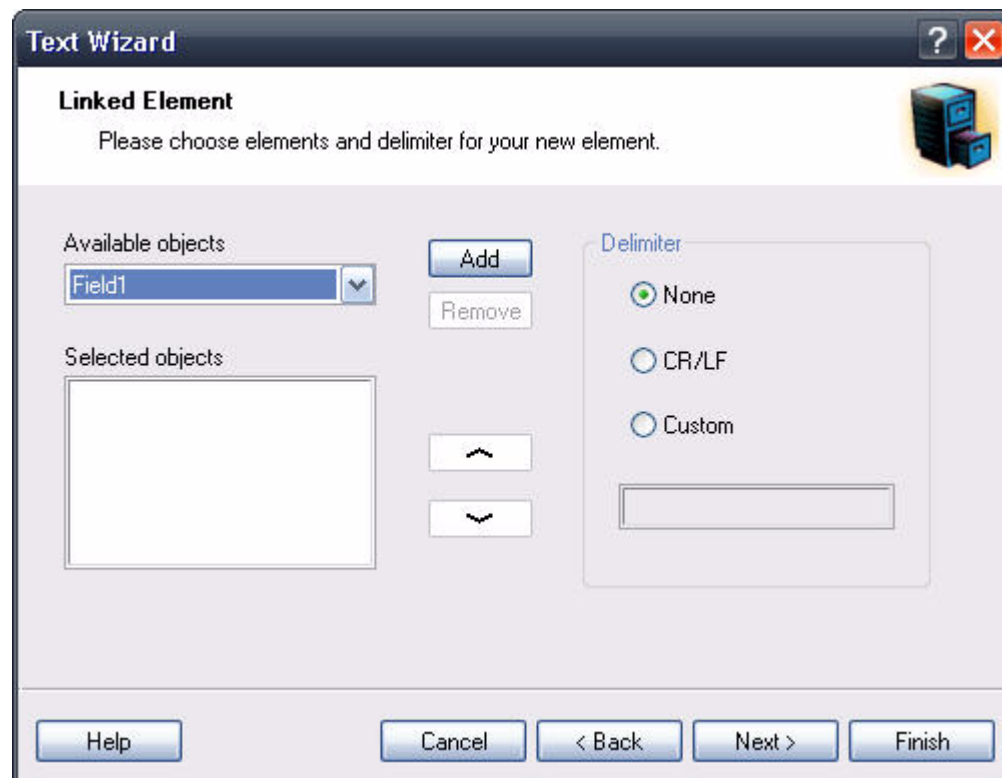 Text Wizard
?
Linked Element
Please choose elements and delimiter for your new element.
Available objects
Field1
Add
Remove
Selected objects
Delimiter
None
CR/LF
Custom
Help
Cancel
< Back
Next >
Finish